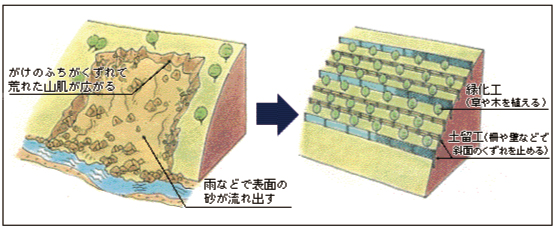 がけのふちがくずれて
荒れた山肌が広がる
雨などで表面の
砂が流れ出す
緑化工
(草や木を植える)
土留工(柵や壁などで
斜面のくずれを止める)